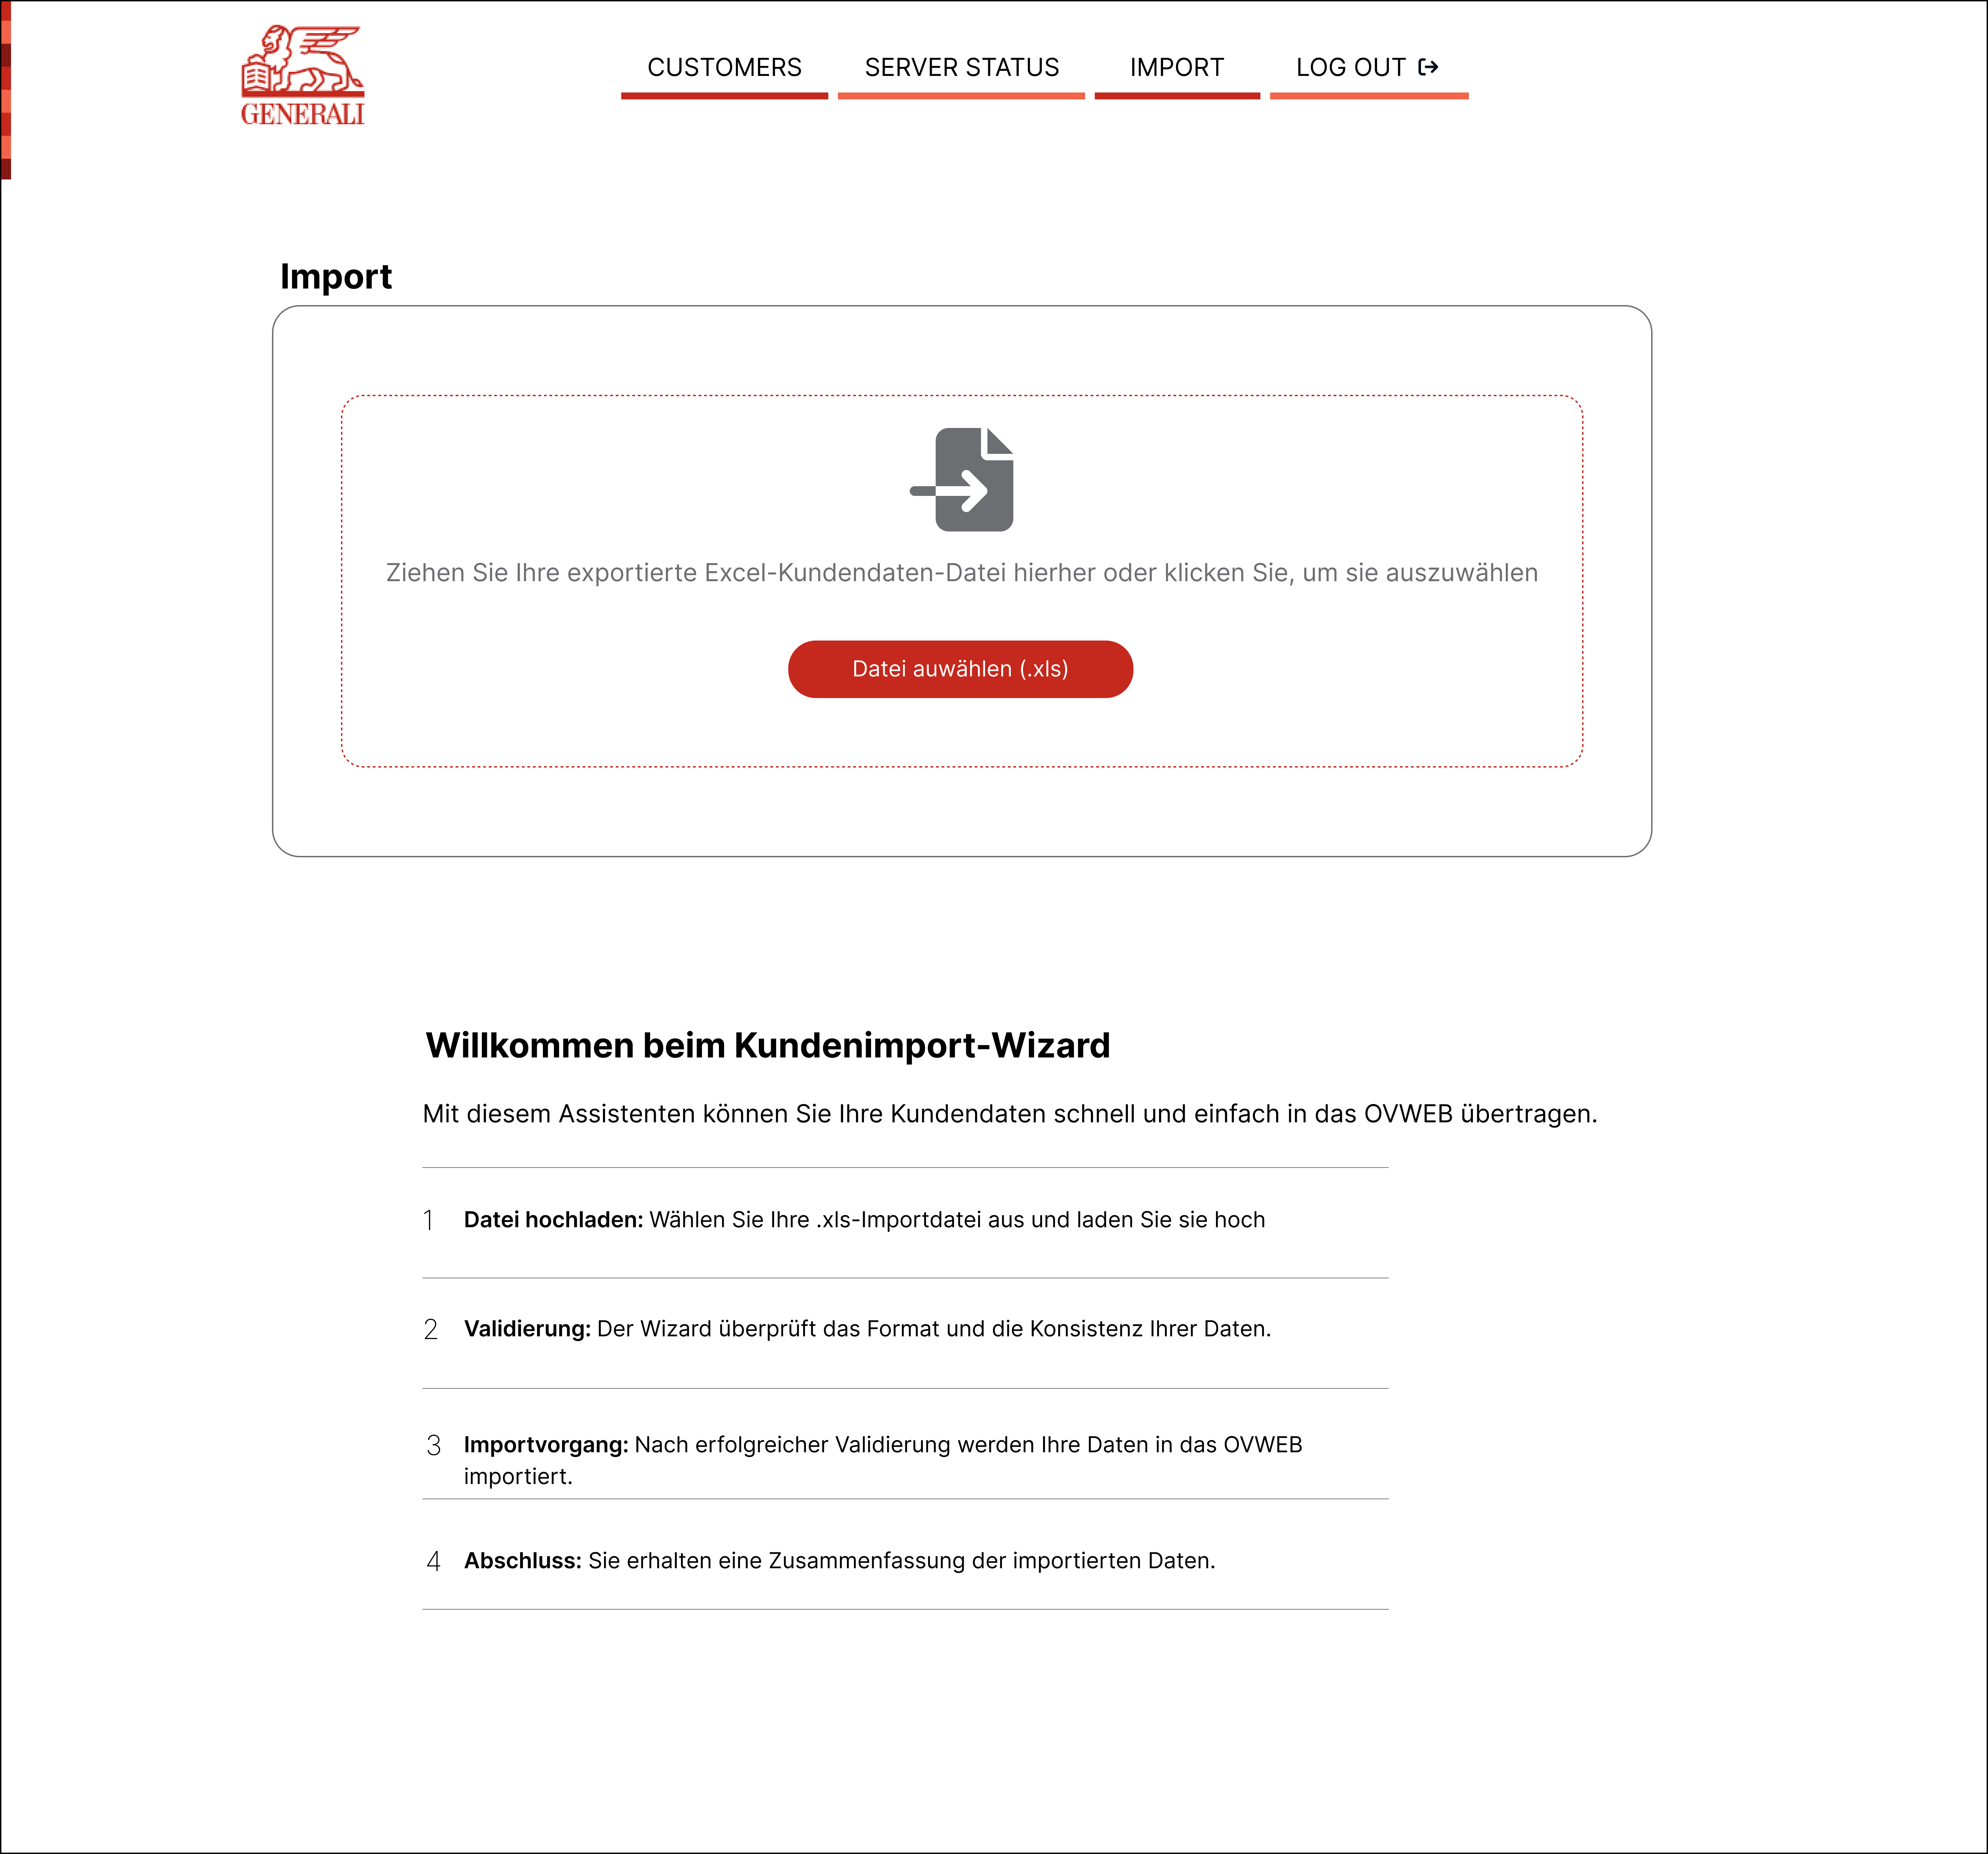 GENERALI
CUSTOMERS SERVER STATUS IMPORT LOG OUT
Import
Ziehen Sie Ihre exportierte Excel-Kundendaten-Datei hierher oder klicken Sie, um sie auszuwählen
Datei auwählen (.xls)
Willkommen beim Kundenimport-Wizard
Mit diesem Assistenten können Sie Ihre Kundendaten schnell und einfach in das OVWEB übertragen.
1 Datei hochladen: Wählen Sie Ihre .xls-Importdatei aus und laden Sie sie hoch
2 Validierung: Der Wizard überprüft das Format und die Konsistenz Ihrer Daten.
3 Importvorgang: Nach erfolgreicher Validierung werden Ihre Daten in das OVWEB
importiert.
4 Abschluss: Sie erhalten eine Zusammenfassung der importierten Daten.